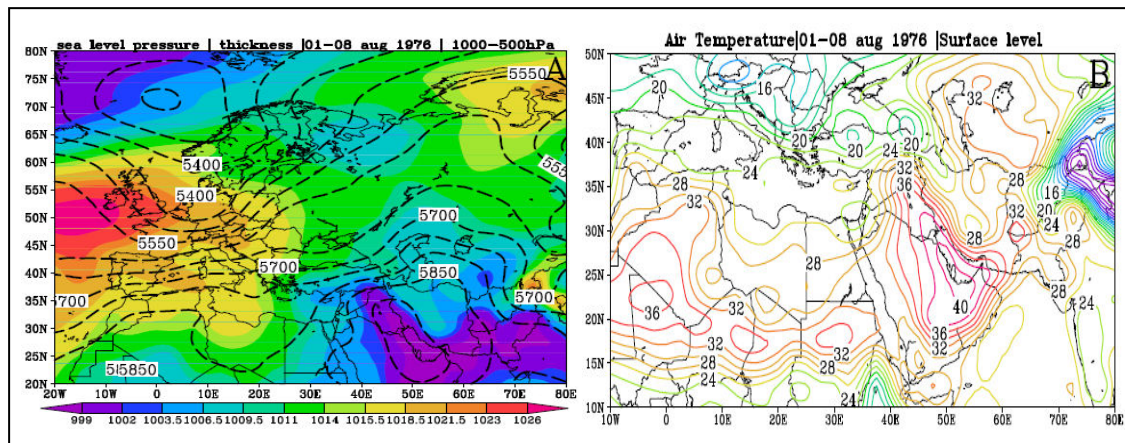 sea level pressure | thickness |01-08 aug 1976 | 1000-500hPa
A
80N
75N
5550
70N
65N
60N
5400
55N
5400
5700
50N
45N
5550
40N
5700
5850
35N
5700
30N
25N
5850
20N
20W 10W 0 10E 20E 30E 40E 50E 60E 70E 80E
999 1002 1003.5 1006.5 1009.5 1011 1014 1015.5 1018.5 1021.5 1023 1026
Air Temperature|01-08 aug 1976 |Surface level
B
50N
20 16 32
45N
40N
20 20 20
24 24 32
35N
28 32 36 28 16
20
30N
32 24
28 28
25N
28 28
32 40 24
20N
36 36
32 32 32
15N
28 28
24 24
10N
10W 0 10E 20E 30E 40E 50E 60E 70E 80E